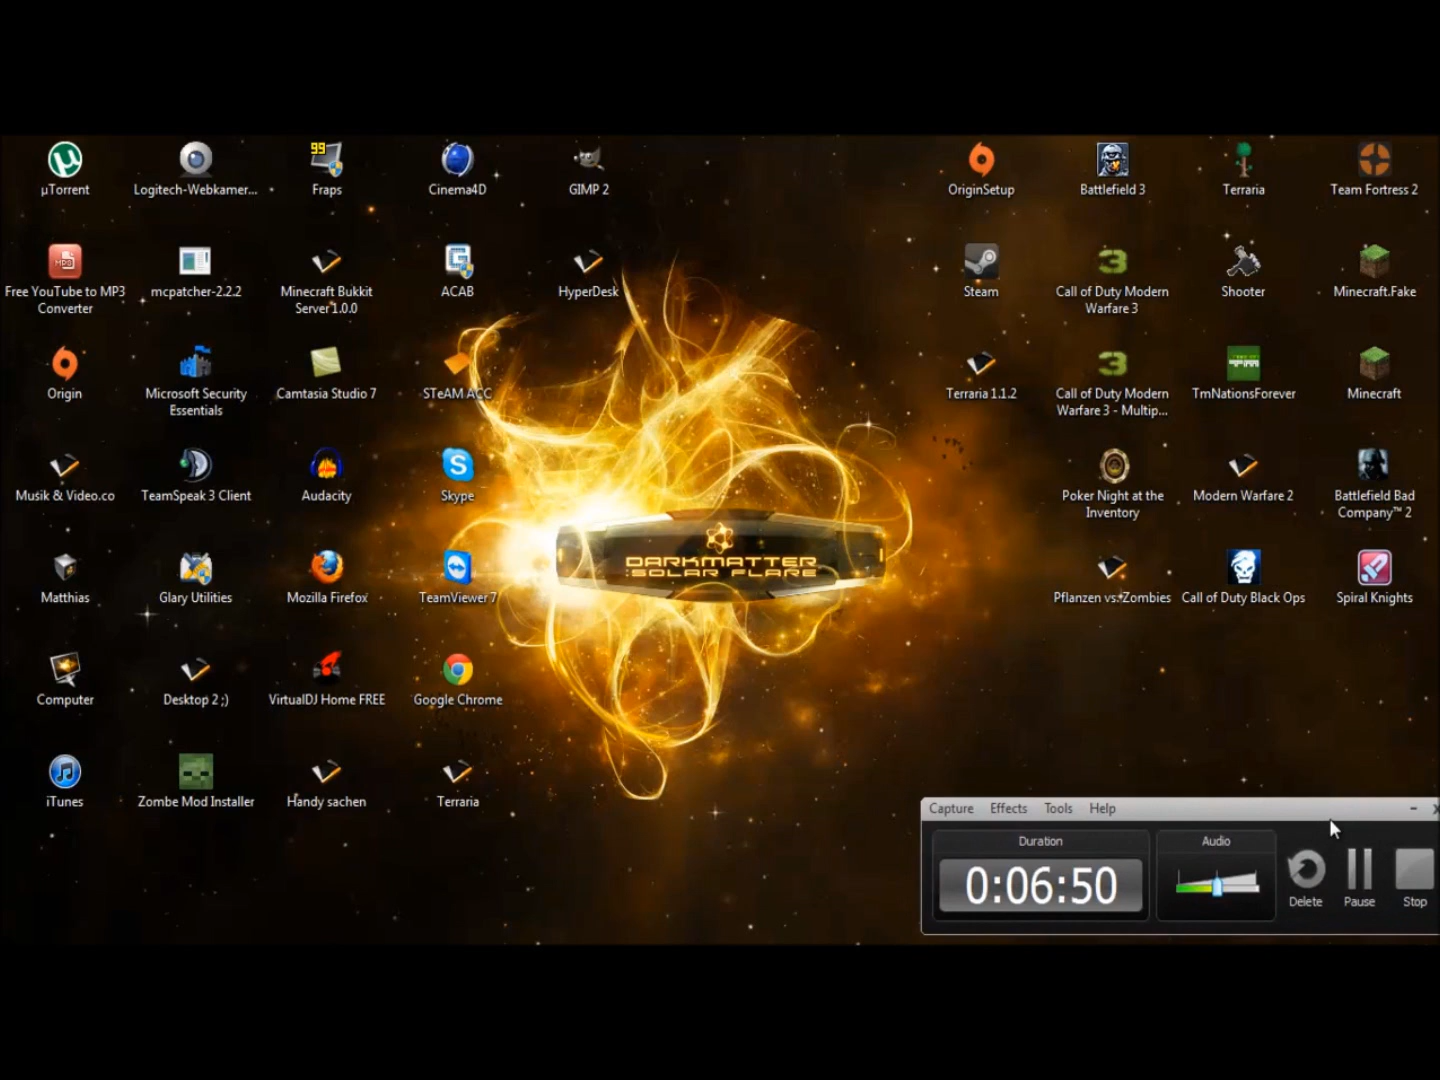 µTorrent
Logitech-Webkamer...
99
Fraps
Cinema4D
GIMP 2
OriginSetup
Battlefield 3
Terraria
Team Fortress 2
Free YouTube to MP3
Converter
mcpatcher-2.2.2
Minecraft Bukkit
Server1.0.0
ACAB
HyperDesk
Steam
Call of Duty Modern
Warfare 3
Shooter
Minecraft.Fake
Origin
Microsoft Security
Essentials
Camtasia Studio 7
STeAM ACC
Terraria 1.1.2
Call of Duty Modern
Warfare 3 - Multip...
TmNationsForever
Minecraft
Musik & Video.co
TeamSpeak 3 Client
Audacity
Skype
Poker Night at the
Inventory
Modern Warfare 2
Battlefield Bad
Company™ 2
DARKMATTER
:SOLAR FLARE
Matthias
Glary Utilities
Mozilla Firefox
TeamViewer 7
Pflanzen vs. Zombies
Call of Duty Black Ops
Spiral Knights
Computer
Desktop 2 ;)
VirtualDJ Home FREE
Google Chrome
iTunes
Zombe Mod Installer
Handy sachen
Terraria
Capture Effects Tools Help
Duration
Audio
0:06:50
Delete
Pause
Stop